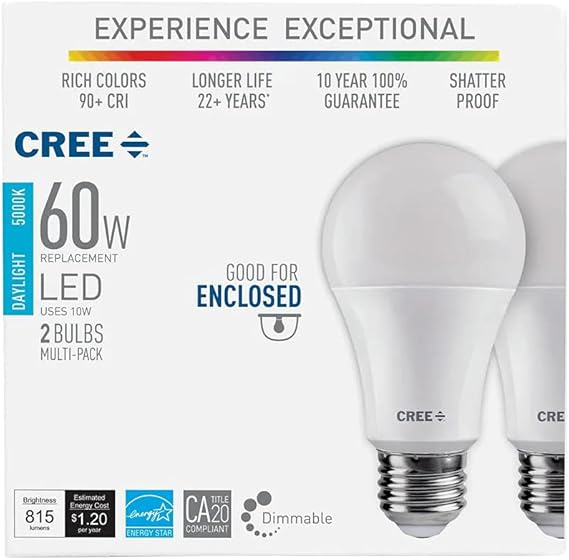 EXPERIENCE EXCEPTIONAL
RICH COLORS
90+ CRI
LONGER LIFE
22+ YEARS*
10 YEAR 100%
GUARANTEE
SHATTER
PROOF
CREE ™
DAYLIGHT 5000K
60W
REPLACEMENT
LED
USES 10W
2 BULBS
MULTI-PACK
GOOD FOR
ENCLOSED
CREE
CREE
Brightness
815
lumens
Estimated
Energy Cost
$1.20
per year
energy
ENERGY STAR
CA TITLE 20
COMPLIANT
Dimmable